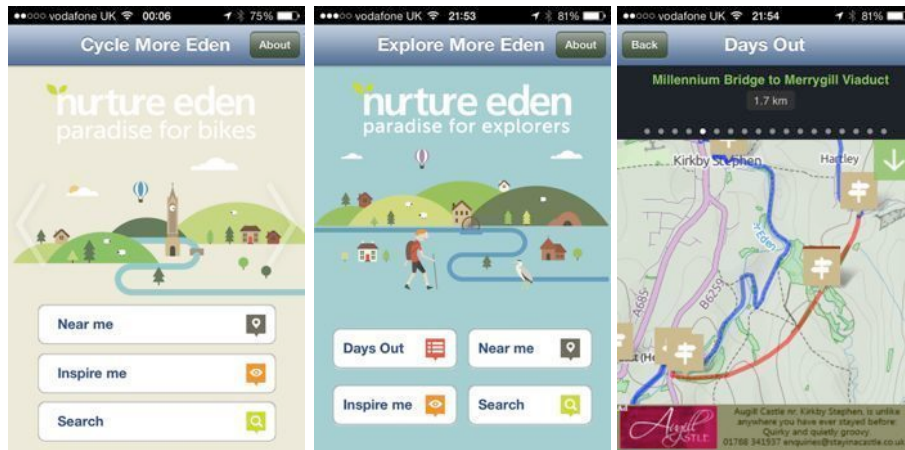 vodafone UK 00:06 75%
Cycle More Eden About
nurture eden
paradise for bikes
Near me
Inspire me
Search
vodafone UK 21:53 81%
Explore More Eden About
nurture eden
paradise for explorers
Days Out
Near me
Inspire me
Search
vodafone UK 21:54 81%
Back Days Out
Millennium Bridge to Merrygill Viaduct
1.7 km
Kirkby Stephen
Hartley
Eden
A685
B6259
Augill
CASTLE
Augill Castle nr. Kirkby Stephen, is unlike
anywhere you have ever stayed before:
Quirky and quietly groovy.
01768 341937 enquiries@stayinacastle.co.uk